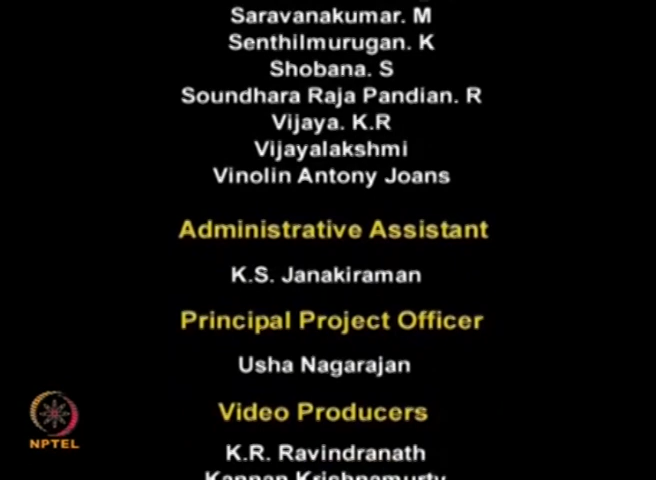 Saravanakumar. M
Senthilmurugan. K
Shobana. S
Soundhara Raja Pandian. R
Vijaya. K.R
Vijayalakshmi
Vinolin Antony Joans
Administrative Assistant
K.S. Janakiraman
Principal Project Officer
Usha Nagarajan
Video Producers
K.R. Ravindranath
Kannan Krishnamurty
NPTEL